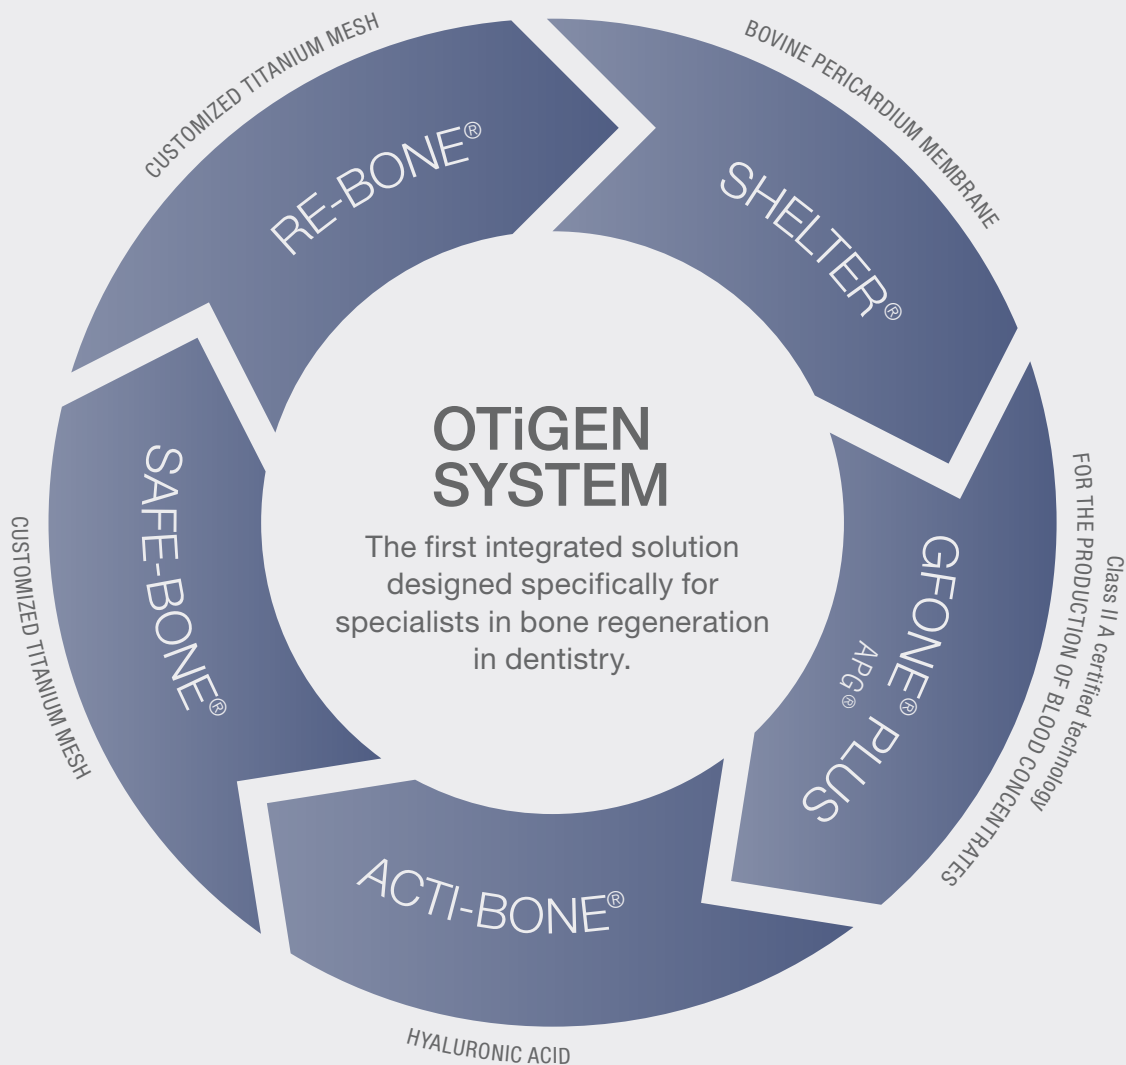 CUSTOMIZED TITANIUM MESH
RE-BONE®
BOVINE PERICARDIUM MEMBRANE
SHELTER®
Class II A certified technology
FOR THE PRODUCTION OF BLOOD CONCENTRATES
GFONE® PLUS
APG®
HYALURONIC ACID
ACTI-BONE®
CUSTOMIZED TITANIUM MESH
SAFE-BONE®
OTiGEN
SYSTEM
The first integrated solution
designed specifically for
specialists in bone regeneration
in dentistry.